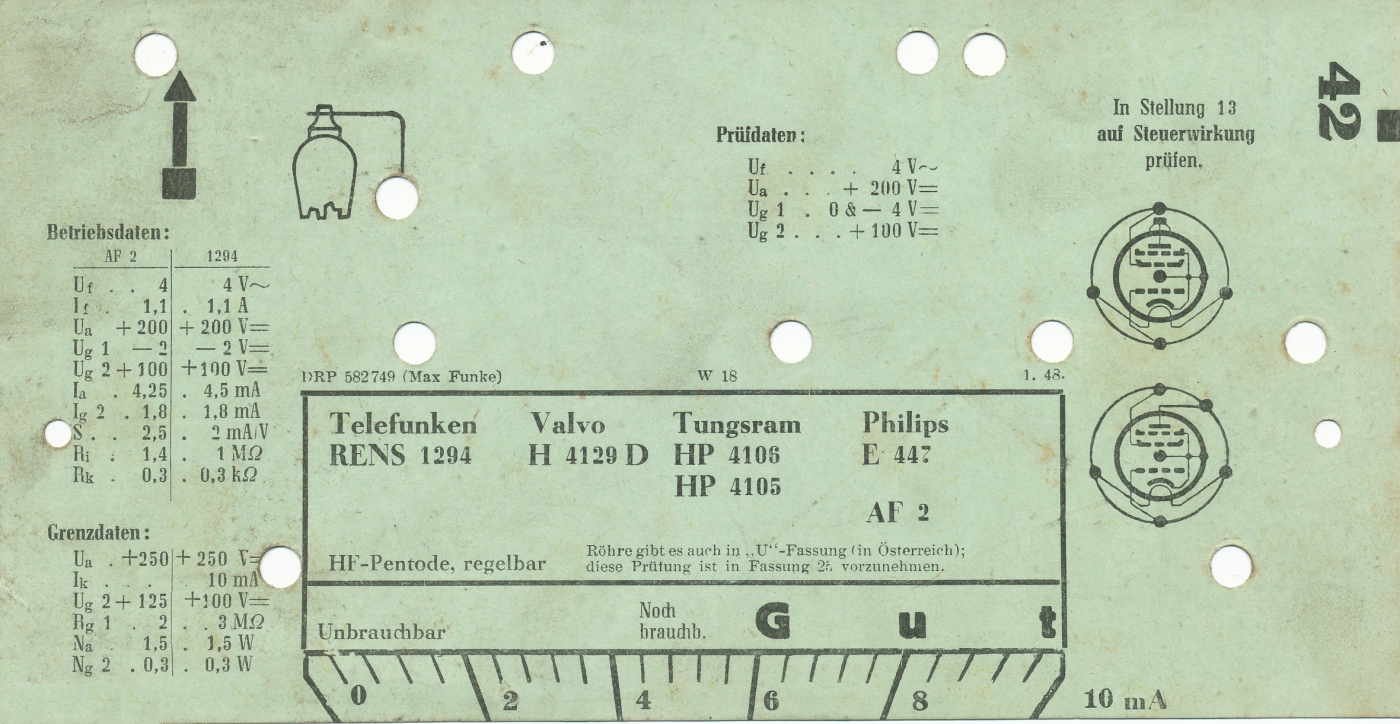 42
In Stellung 13
auf Steuerwirkung
prüfen.
Prüfdaten:
Uf . . . . 4 V~
Ua . . . + 200 V=
Ug 1 . 0 & — 4 V=
Ug 2 . . . + 100 V=
Betriebsdaten:
AF 2 1294
Uf . . 4 4 V~
If . 1,1 . 1,1 A
Ua +200 +200 V=
Ug 1 — 2 — 2 V=
Ug 2 +100 +100 V=
Ia . 4,25 . 4,5 mA
Ig 2 . 1,8 . 1,8 mA
S . . 2,5 . 2 mA/V
Ri . 1,4 . 1 MΩ
Rk . 0,3 . 0,3 kΩ
Grenzdaten:
Ua . +250 + 250 V=
Ik . . . 10 mA
Ug 2 + 125 +100 V=
Rg 1 . 2 . . 3 MΩ
Na . 1,5 . 1,5 W
Ng 2 . 0,3 . 0,3 W
DRP 582749 (Max Funke) W 18 1. 48.
Telefunken Valvo Tungsram Philips
RENS 1294 H 4129 D HP 4106 E 447
HP 4105
AF 2
HF-Pentode, regelbar
Röhre gibt es auch in „U“-Fassung (in Österreich);
diese Prüfung ist in Fassung vorzunehmen.
Unbrauchbar
Noch
brauchb.
G u t
0 2 4 6 8 10 mA